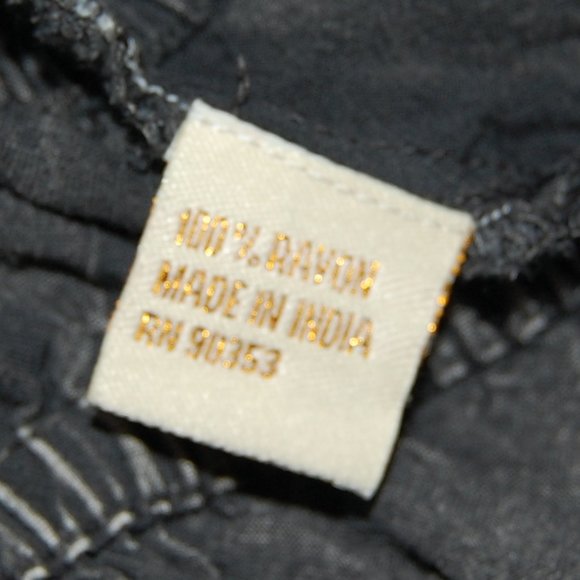 100% RAYON
MADE IN INDIA
RN 90353